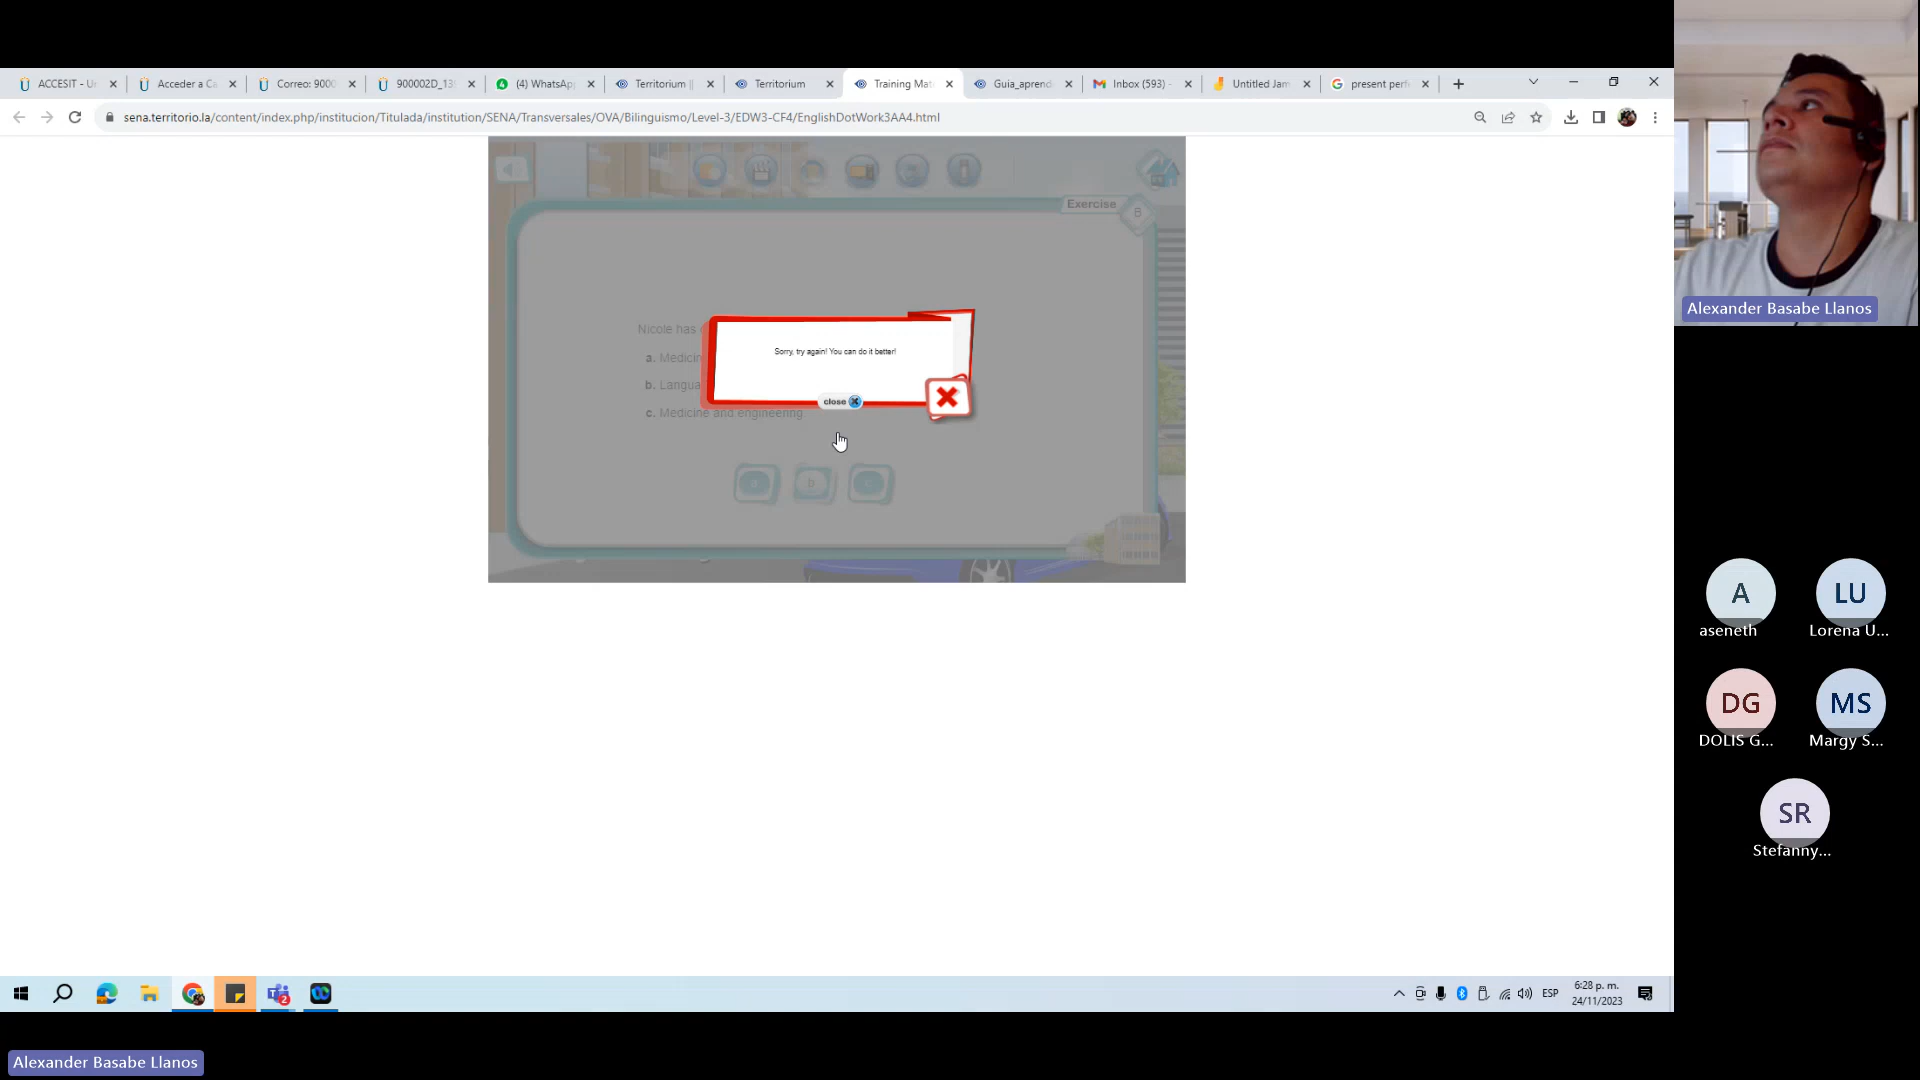 ACCESIT - U
Acceder a Ca
Correo: 9000
900002D_135
(4) WhatsAp
Territorium ||
Territorium
Training Mat
Guia_aprend
Inbox (593) -
Untitled Jam
present perf
sena.territorio.la/content/index.php/institucion/Titulada/institution/SENA/Transversales/OVA/Bilinguismo/Level-3/EDW3-CF4/EnglishDotWork3AA4.html
Exercise
B
Nicole has
a. Medicin
b. Langua
c. Medicine and engineering
Sorry, try again! You can do it better!
close
a
b
c
Alexander Basabe Llanos
A
aseneth
LU
Lorena U...
DG
DOLIS G...
MS
Margy S...
SR
Stefanny...
2
ESP
6:28 p. m.
24/11/2023
Alexander Basabe Llanos